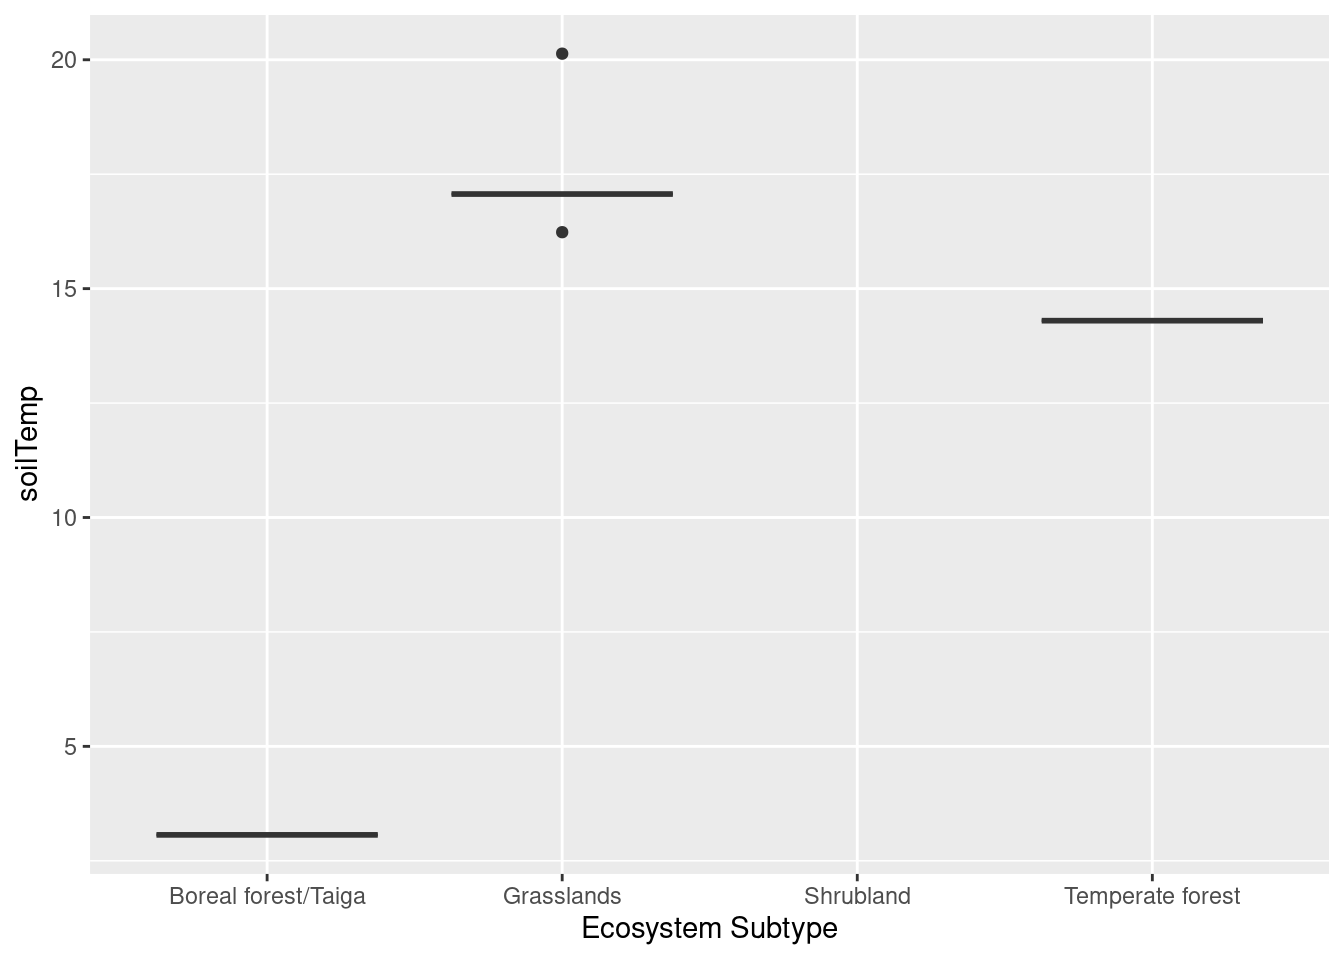 20
15
10
5
soilTemp
Boreal forest/Taiga
Grasslands
Shrubland
Temperate forest
Ecosystem Subtype